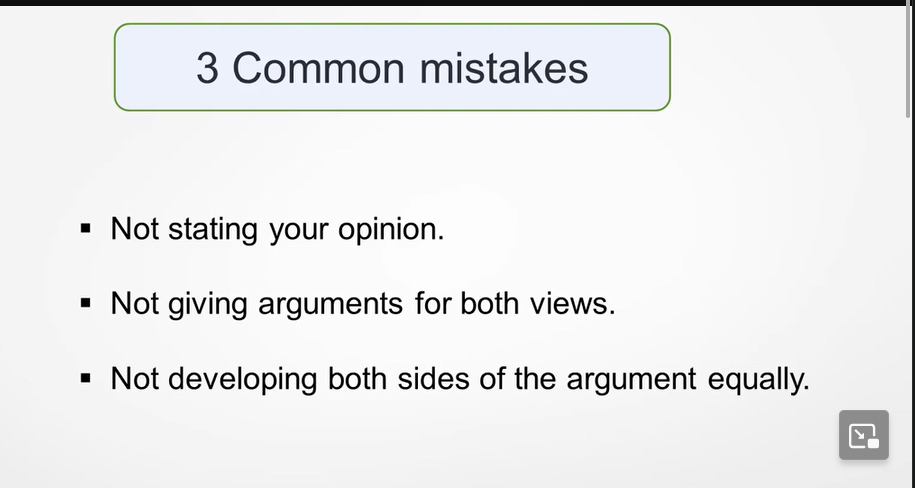 3 Common mistakes
▪ Not stating your opinion.
▪ Not giving arguments for both views.
▪ Not developing both sides of the argument equally.